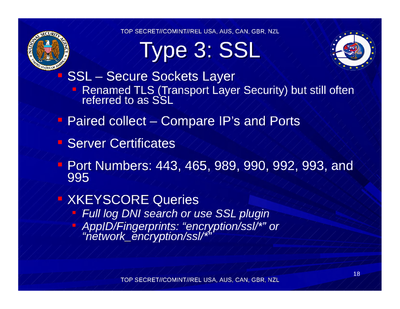 TOP SECRET//COMINT//REL USA, AUS, CAN, GBR, NZL
Type 3: SSL
SSL – Secure Sockets Layer
Renamed TLS (Transport Layer Security) but still often
referred to as SSL
Paired collect – Compare IP's and Ports
Server Certificates
Port Numbers: 443, 465, 989, 990, 992, 993, and
995
XKEYSCORE Queries
Full log DNI search or use SSL plugin
AppID/Fingerprints: “encryption/ssl/*” or
“network_encryption/ssl/*”
18
TOP SECRET//COMINT//REL USA, AUS, CAN, GBR, NZL